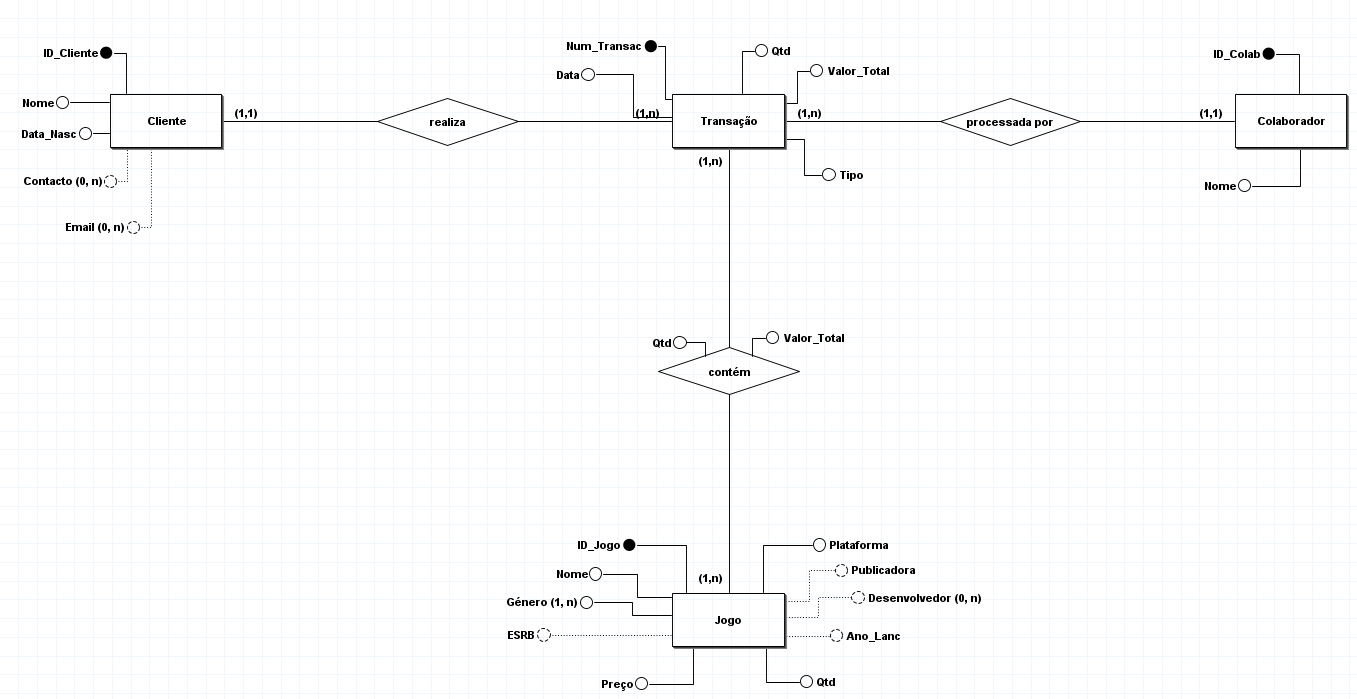 ID_Cliente
Nome
Data_Nasc
Contacto (0, n)
Email (0, n)
Cliente
(1,1)
realiza
(1,n)
Num_Transac
Data
Qtd
Valor_Total
Transação
(1,n)
Tipo
(1,n)
processada por
(1,1)
ID_Colab
Colaborador
Nome
Qtd
Valor_Total
contém
(1,n)
ID_Jogo
Nome
Género (1, n)
ESRB
Preço
Jogo
Plataforma
Publicadora
Desenvolvedor (0, n)
Ano_Lanc
Qtd